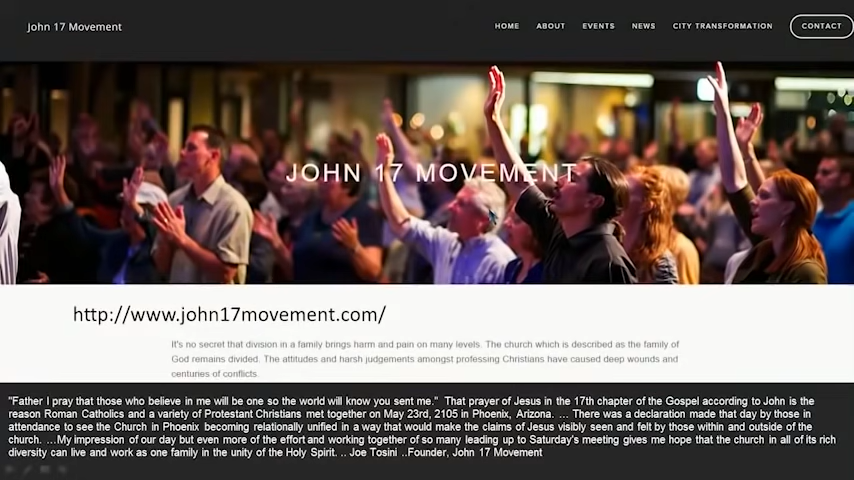 John 17 Movement
HOME ABOUT EVENTS NEWS CITY TRANSFORMATION CONTACT
JOHN 17 MOVEMENT
http://www.john17movement.com/
It's no secret that division in a family brings harm and pain on many levels. The church which is described as the family of
God remains divided. The attitudes and harsh judgements amongst professing Christians have caused deep wounds and
centuries of conflicts.
"Father I pray that those who believe in me will be one so the world will know you sent me." That prayer of Jesus in the 17th chapter of the Gospel according to John is the
reason Roman Catholics and a variety of Protestant Christians met together on May 23rd, 2105 in Phoenix, Arizona. ... There was a declaration made that day by those in
attendance to see the Church in Phoenix becoming relationally unified in a way that would make the claims of Jesus visibly seen and felt by those within and outside of the
church. ...My impression of our day but even more of the effort and working together of so many leading up to Saturday's meeting gives me hope that the church in all of its rich
diversity can live and work as one family in the unity of the Holy Spirit. .. Joe Tosini ..Founder, John 17 Movement